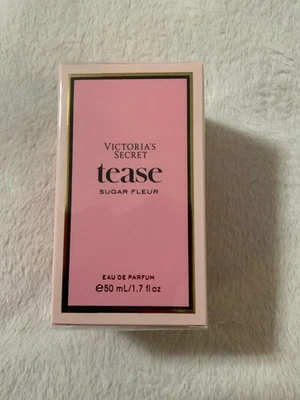 VICTORIA'S
SECRET
tease
SUGAR FLEUR
EAU DE PARFUM
℮50 mL/1.7 fl oz